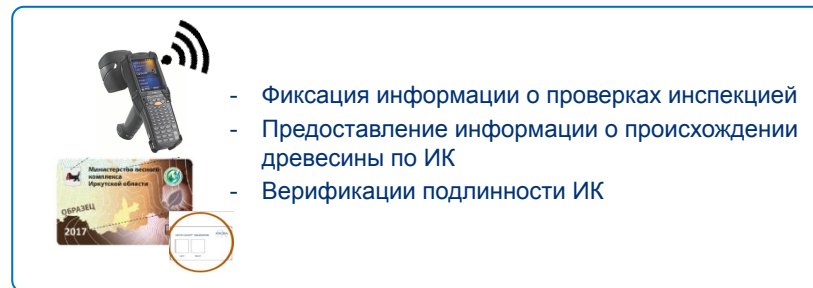 - Фиксация информации о проверках инспекцией
- Предоставление информации о происхождении
древесины по ИК
- Верификации подлинности ИК
Министерство лесного
комплекса
Иркутской области
ОБРАЗЕЦ
2017